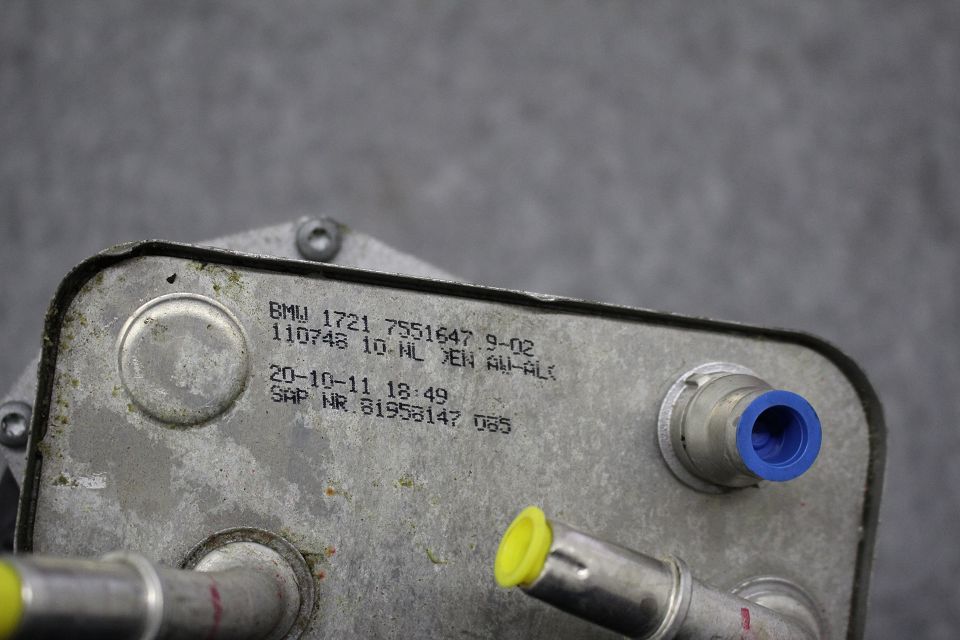 BMW 1721 7551647 9-02
110748 10 NL >EN AW-AL<
20-10-11 18:49
SAP NR 81958147 085